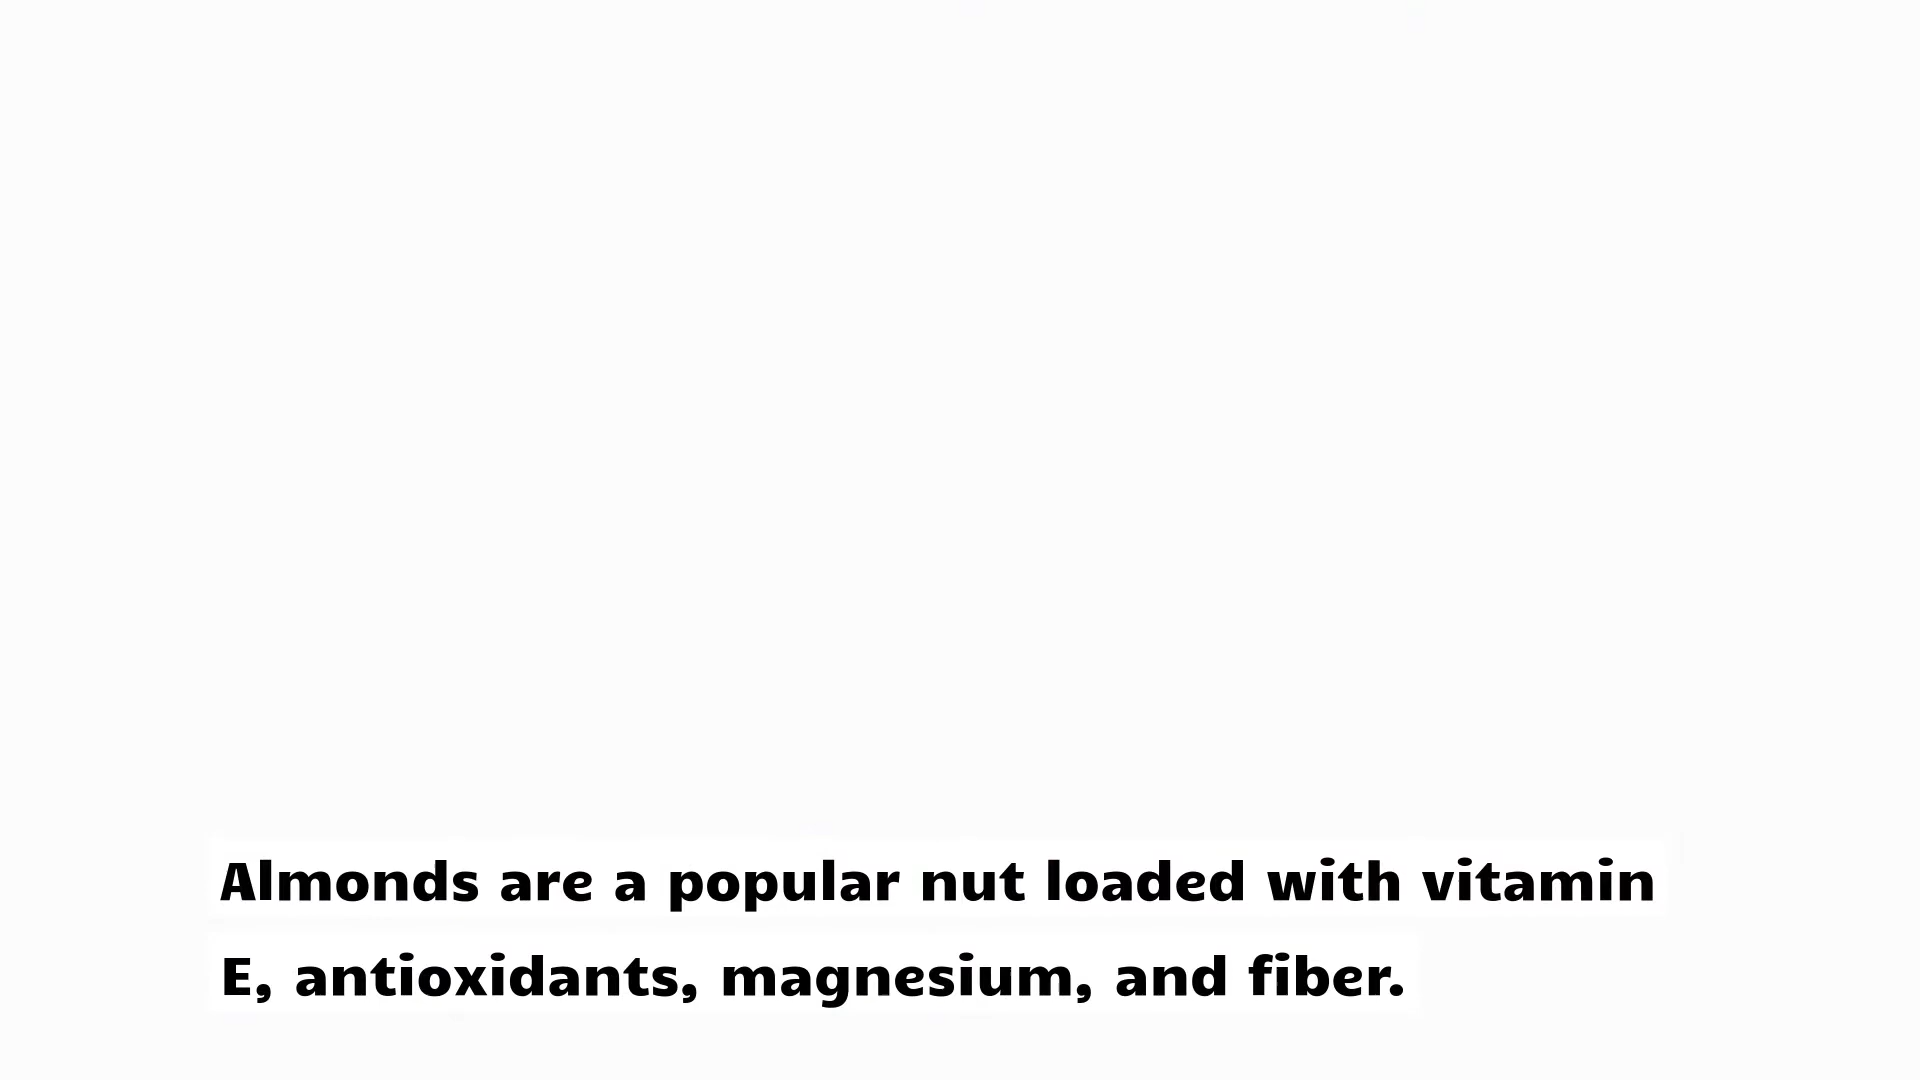 Almonds are a popular nut loaded with vitamin
E, antioxidants, magnesium, and fiber.